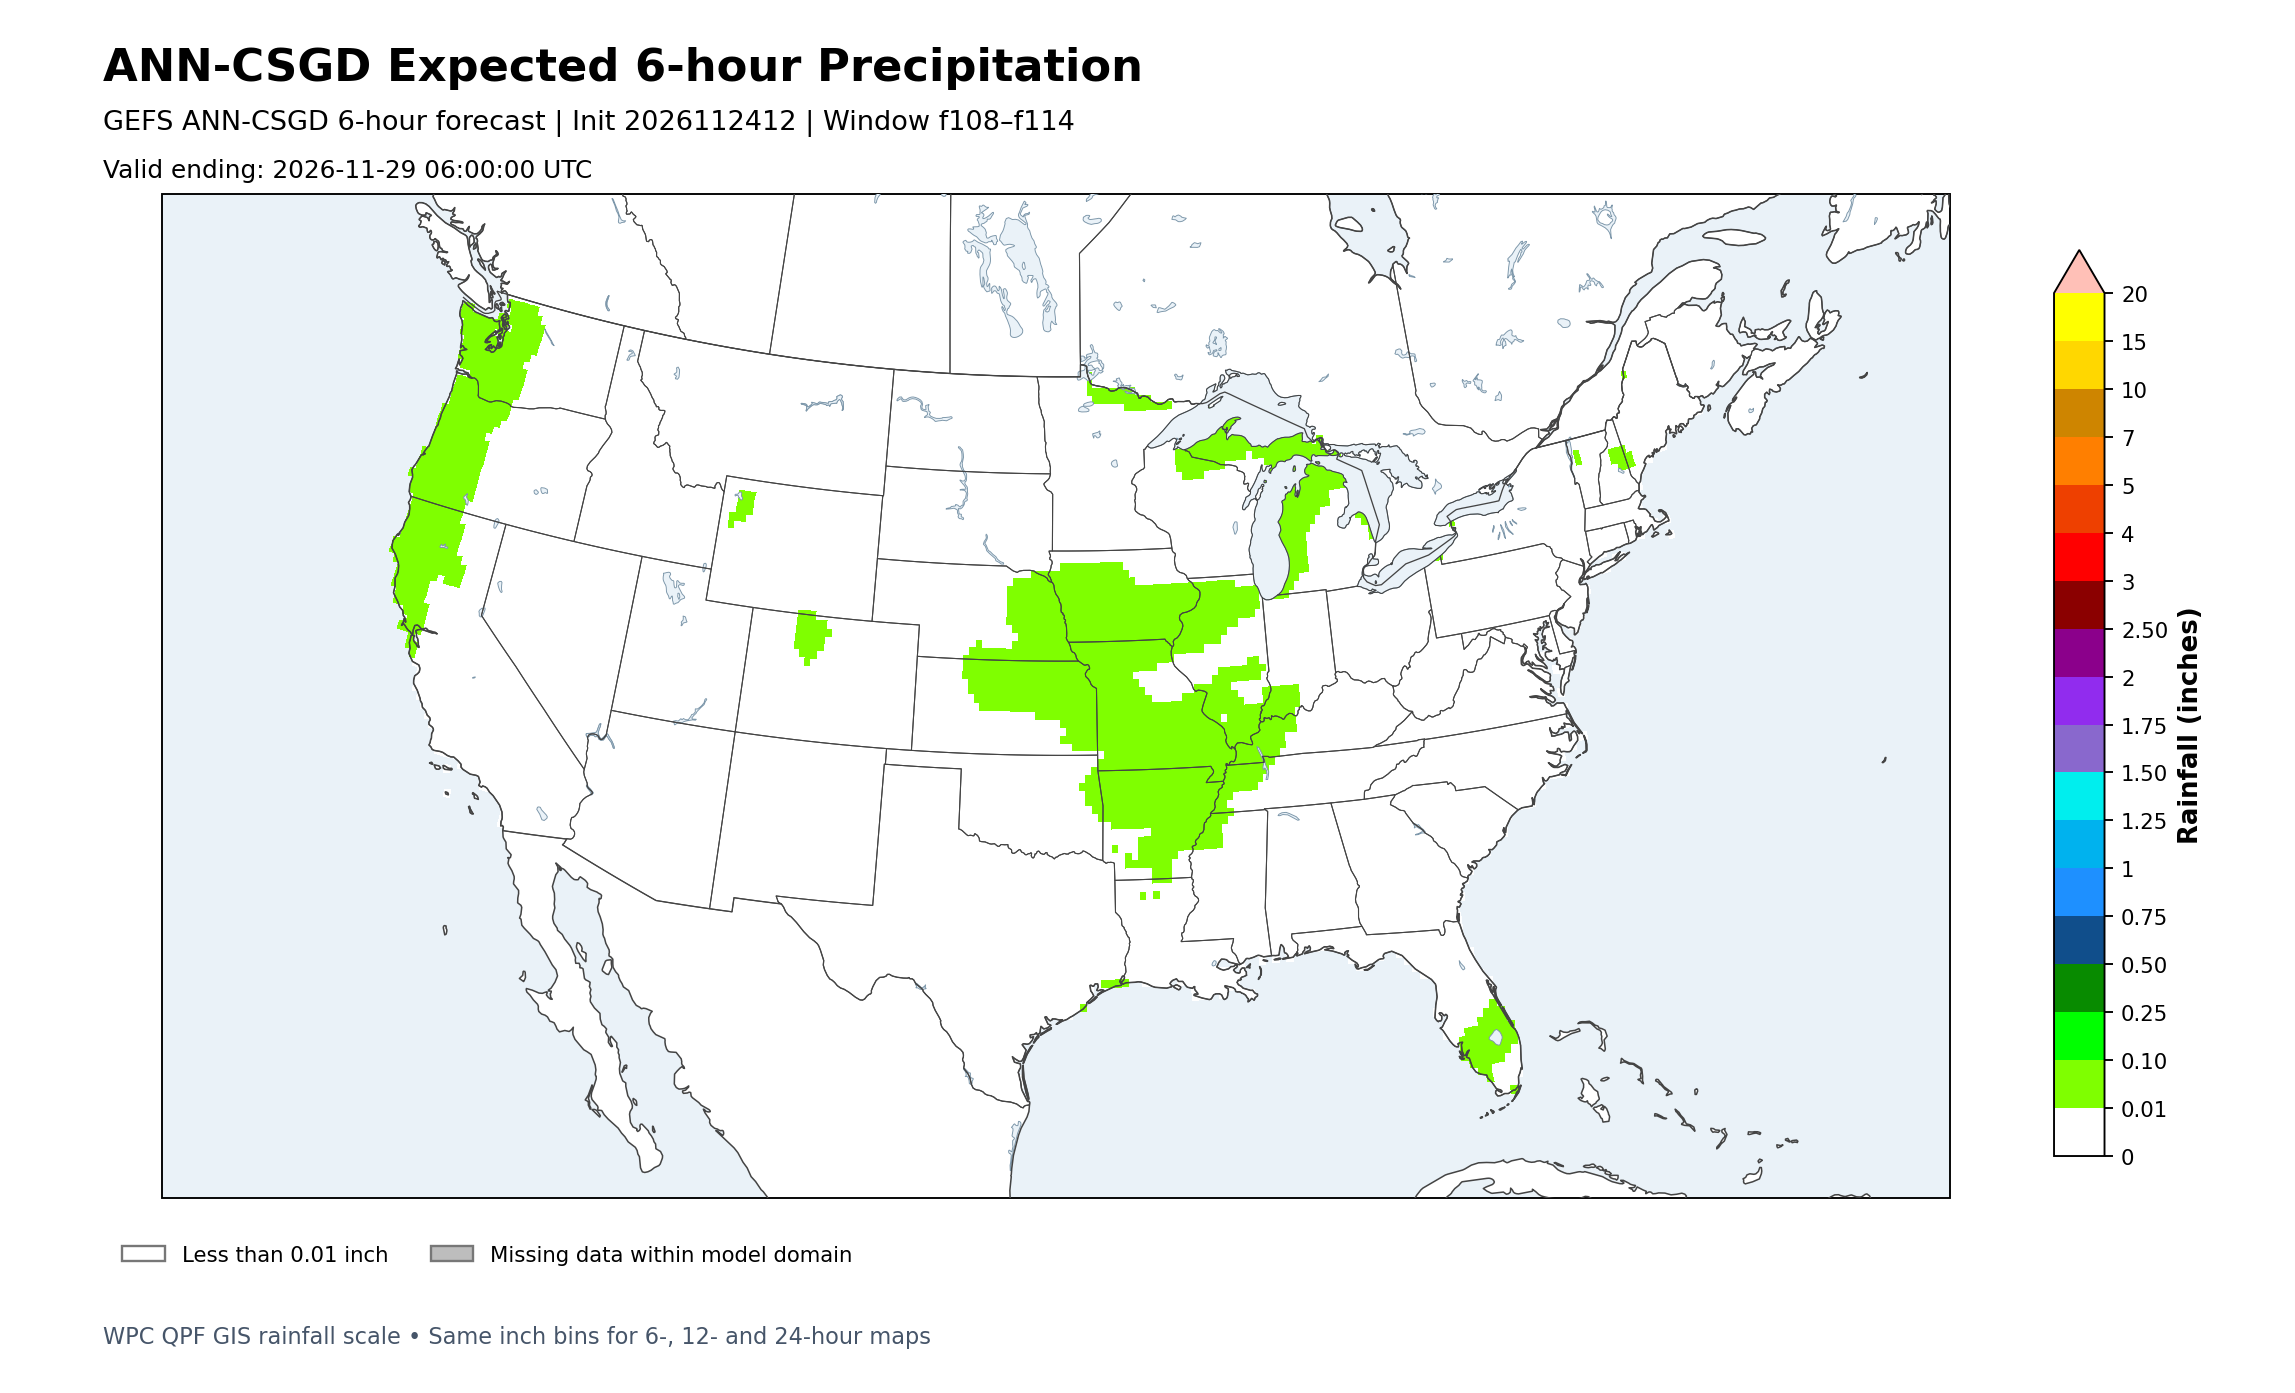 ANN-CSGD Expected 6-hour Precipitation
GEFS ANN-CSGD 6-hour forecast | Init 2026112412 | Window f108–f114
Valid ending: 2026-11-29 06:00:00 UTC
20
15
10
7
5
4
3
2.50
2
1.75
1.50
1.25
1
0.75
0.50
0.25
0.10
0.01
0
Rainfall (inches)
Less than 0.01 inch
Missing data within model domain
WPC QPF GIS rainfall scale • Same inch bins for 6-, 12- and 24-hour maps